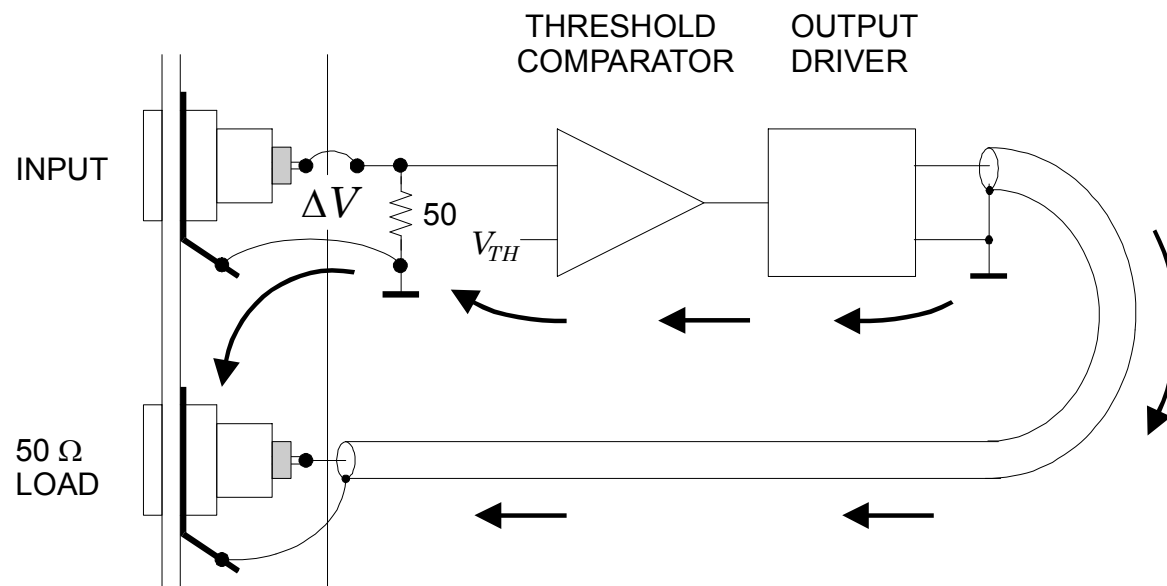 THRESHOLD
COMPARATOR
OUTPUT
DRIVER
INPUT
ΔV
50
V_TH
50 Ω
LOAD